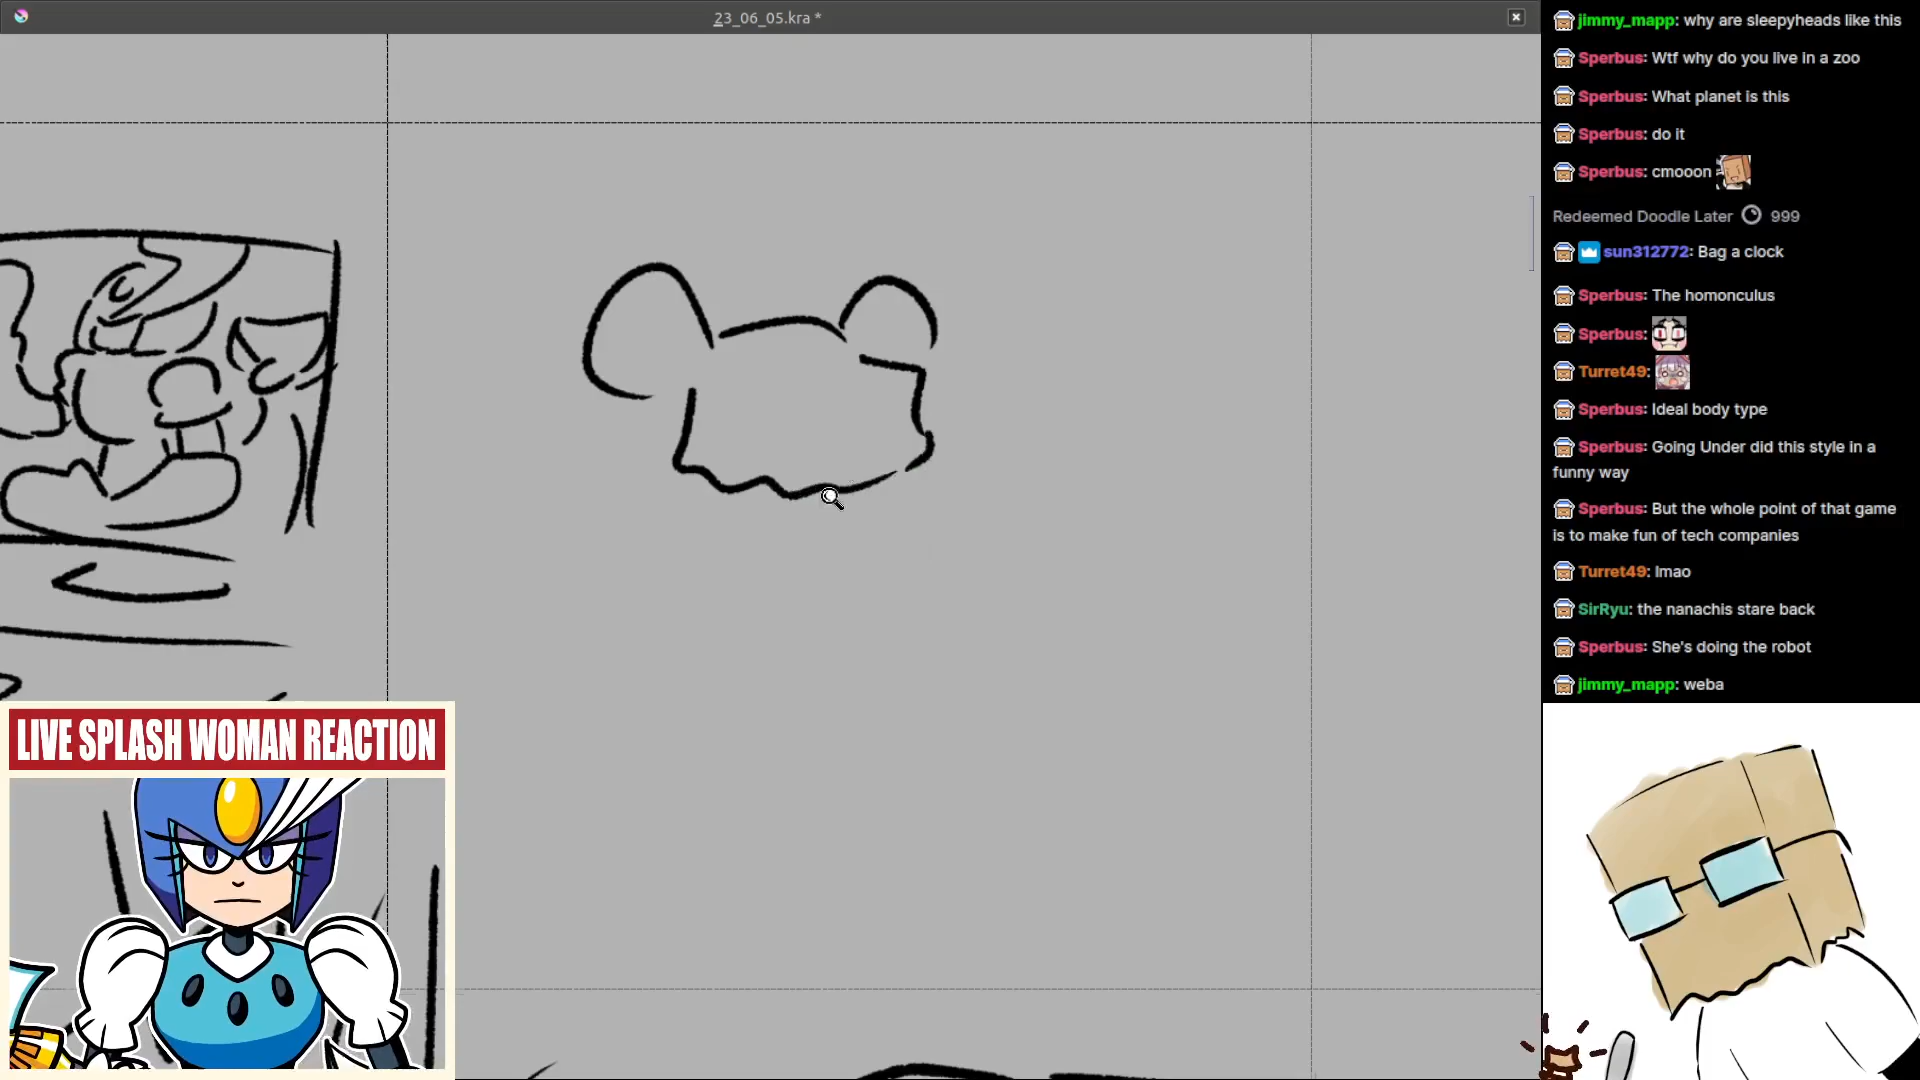 23_06_05.kra *
jimmy_mapp: why are sleepyheads like this
Sperbus: Wtf why do you live in a zoo
Sperbus: What planet is this
Sperbus: do it
Sperbus: cmooon
Redeemed Doodle Later 999
sun312772: Bag a clock
Sperbus: The homonculus
Sperbus:
Turret49:
Sperbus: Ideal body type
Sperbus: Going Under did this style in a
funny way
Sperbus: But the whole point of that game
is to make fun of tech companies
Turret49: lmao
SirRyu: the nanachis stare back
Sperbus: She's doing the robot
jimmy_mapp: weba
LIVE SPLASH WOMAN REACTION